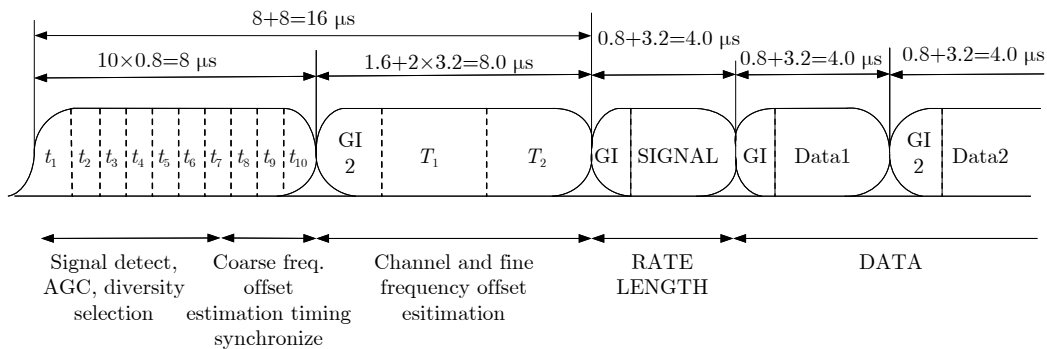 8+8=16 μs
0.8+3.2=4.0 μs
10×0.8=8 μs
1.6+2×3.2=8.0 μs
0.8+3.2=4.0 μs
0.8+3.2=4.0 μs
t1 t2 t3 t4 t5 t6 t7 t8 t9 t10
GI
2
T1
T2
GI
SIGNAL
GI
Data1
GI
2
Data2
Signal detect,
AGC, diversity
selection
Coarse freq.
offset
estimation timing
synchronize
Channel and fine
frequency offset
esitimation
RATE
LENGTH
DATA